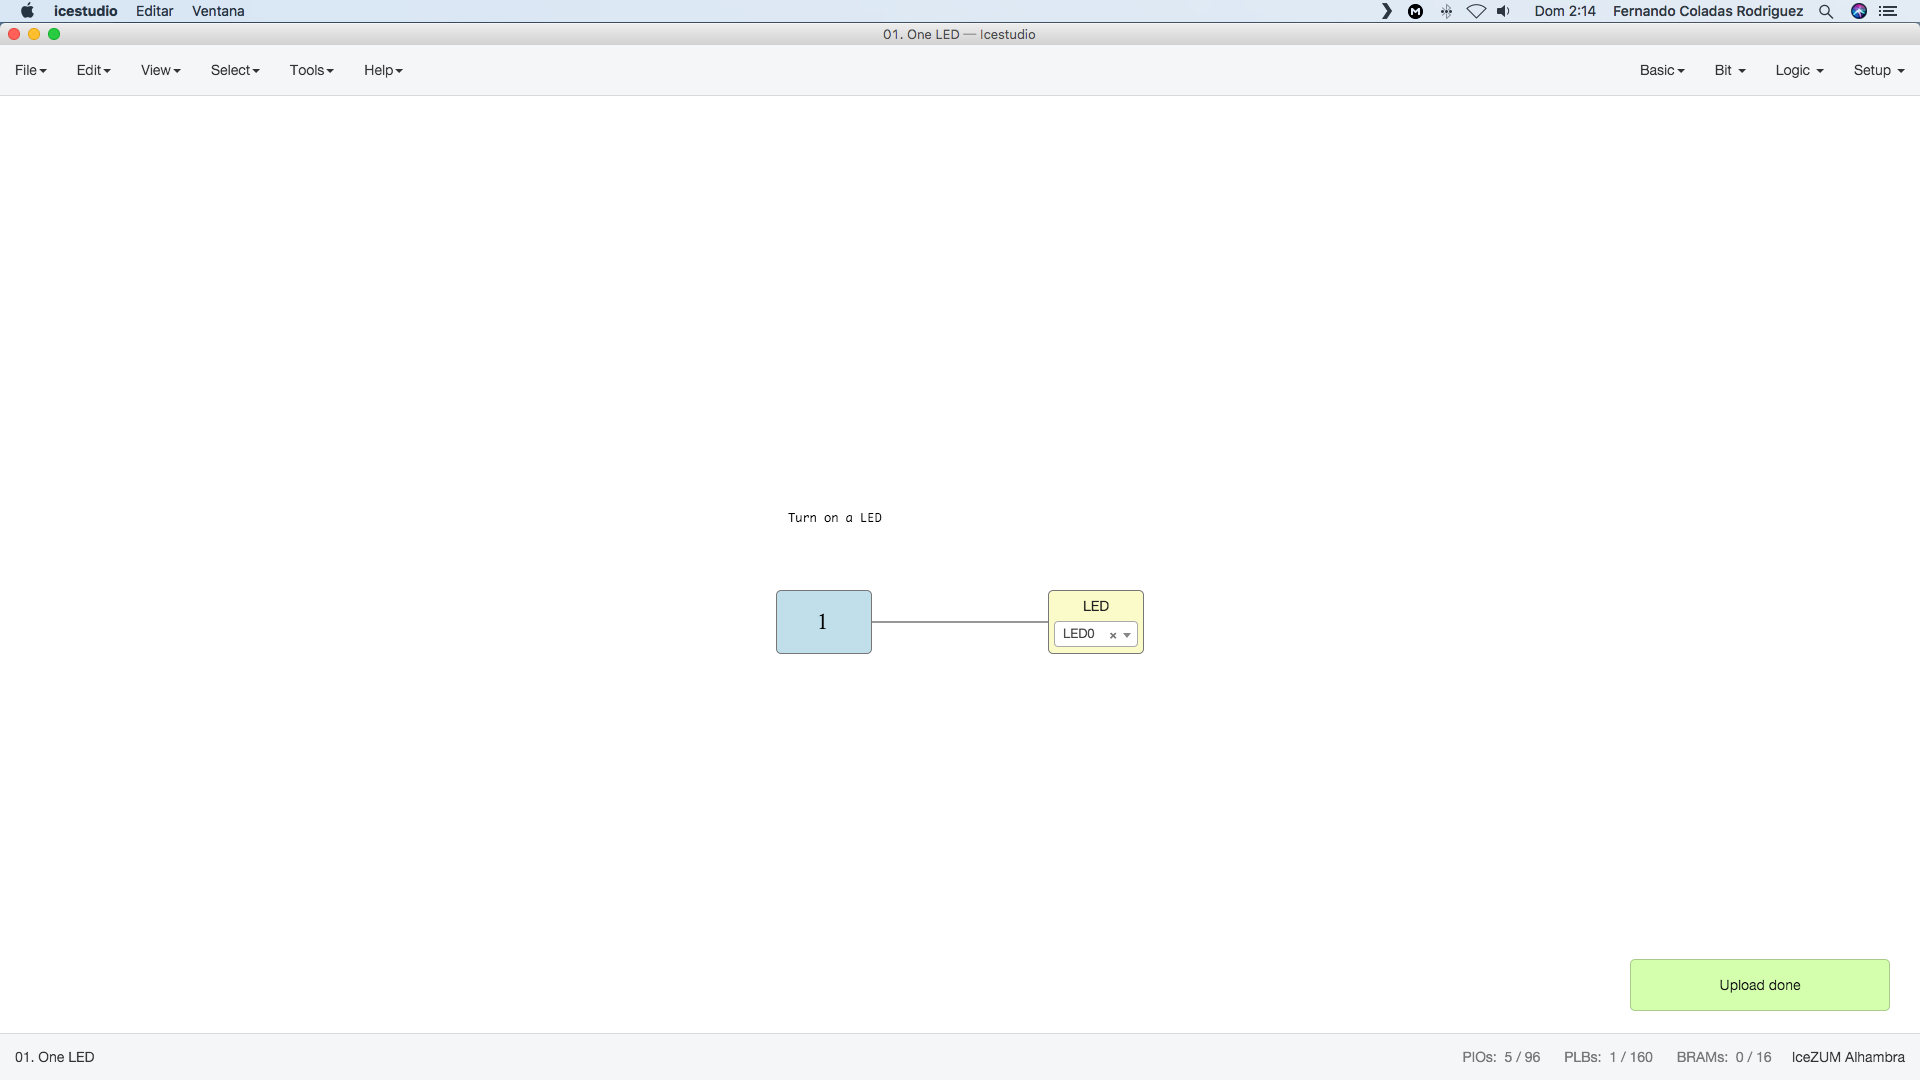 icestudio Editar Ventana Dom 2:14 Fernando Coladas Rodriguez
01. One LED — Icestudio
File Edit View Select Tools Help Basic Bit Logic Setup
Turn on a LED
1
LED
LED0
Upload done
01. One LED PIOs: 5 / 96 PLBs: 1 / 160 BRAMs: 0 / 16 IceZUM Alhambra